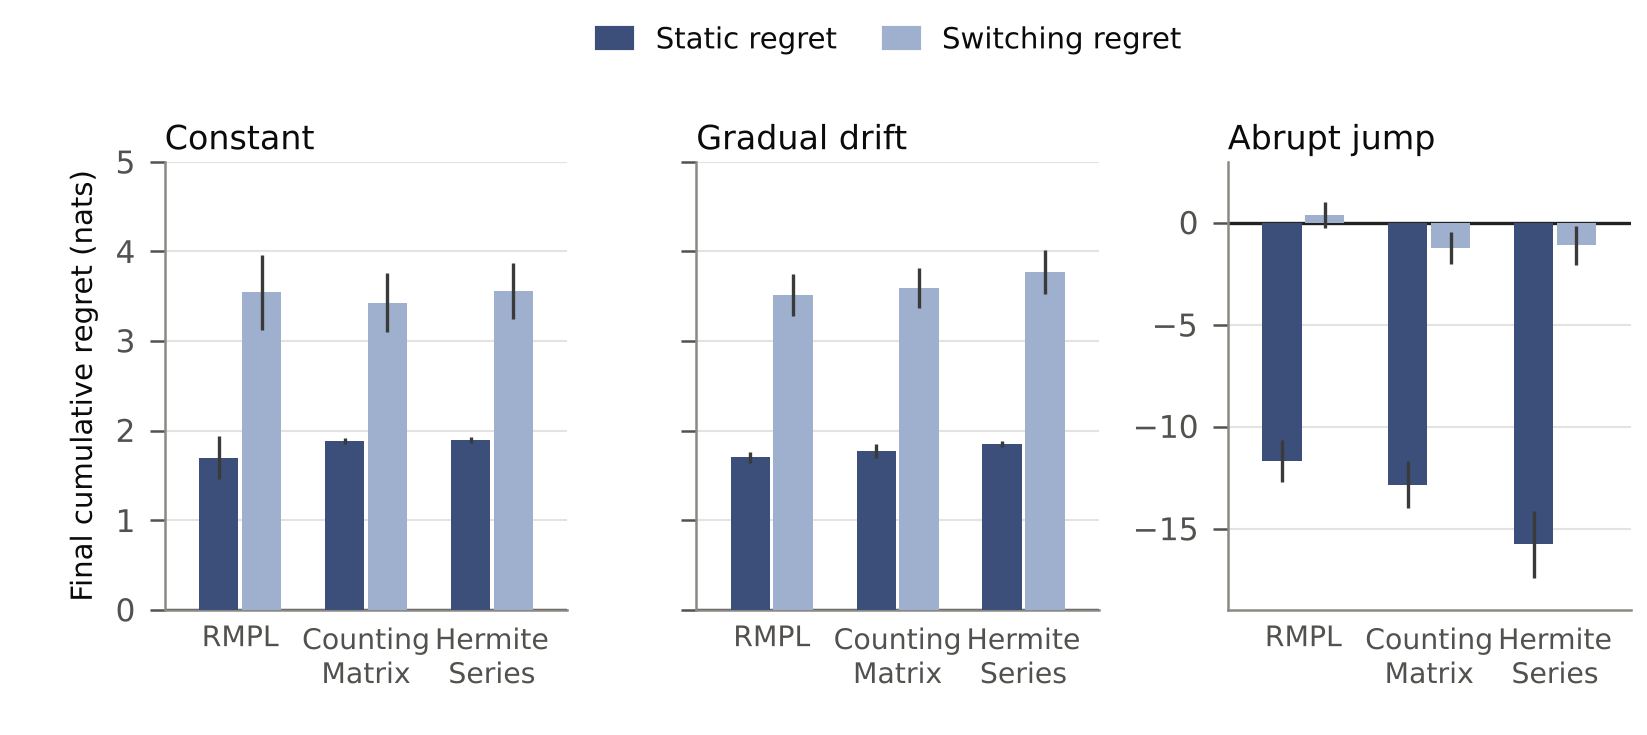 Static regret
Switching regret
Constant
Gradual drift
Abrupt jump
Final cumulative regret (nats)
5
4
3
2
1
0
0
−5
−10
−15
RMPL
Counting
Matrix
Hermite
Series
RMPL
Counting
Matrix
Hermite
Series
RMPL
Counting
Matrix
Hermite
Series